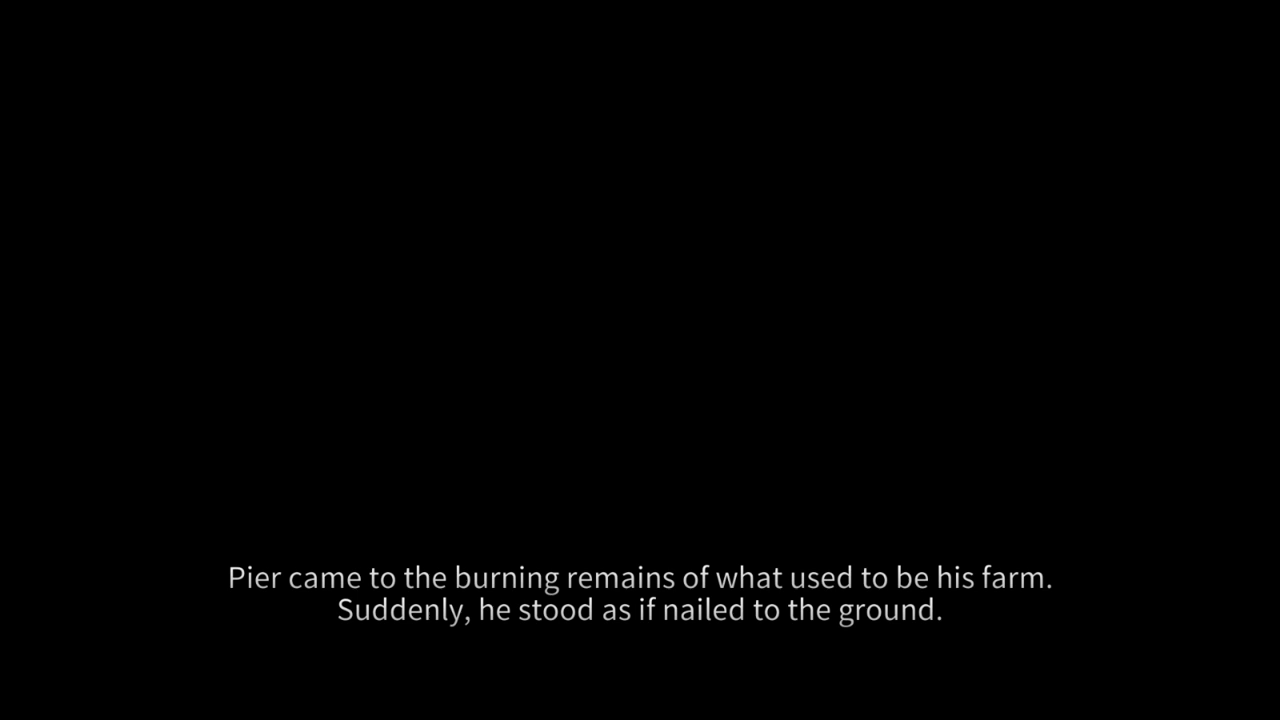 Pier came to the burning remains of what used to be his farm.
Suddenly, he stood as if nailed to the ground.